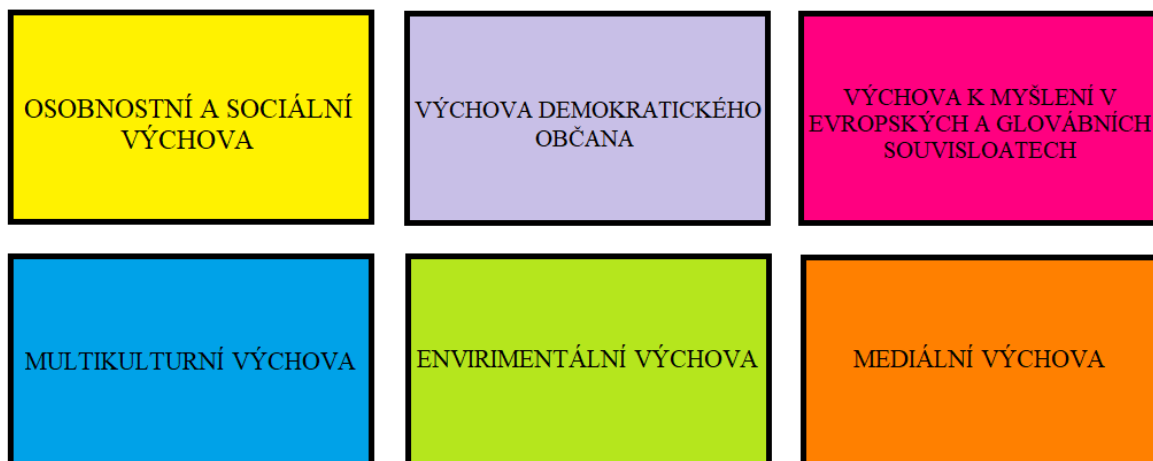 OSOBNOSTNÍ A SOCIÁLNÍ
VÝCHOVA
VÝCHOVA DEMOKRATICKÉHO
OBČANA
VÝCHOVA K MYŠLENÍ V
EVROPSKÝCH A GLOVÁBNÍCH
SOUVISLOATECH
MULTIKULTURNÍ VÝCHOVA
ENVIRIMENTÁLNÍ VÝCHOVA
MEDIÁLNÍ VÝCHOVA